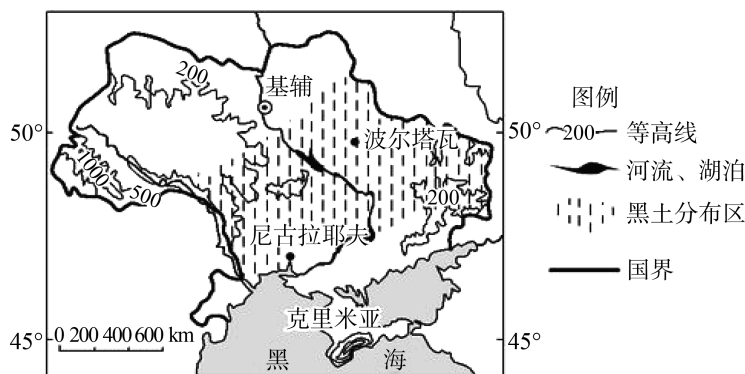 200
基辅
50°
50°
波尔塔瓦
1000
500
200
尼古拉耶夫
克里米亚
45°
45°
0 200 400 600 km
黑 海
图例
200 等高线
河流、湖泊
黑土分布区
国界